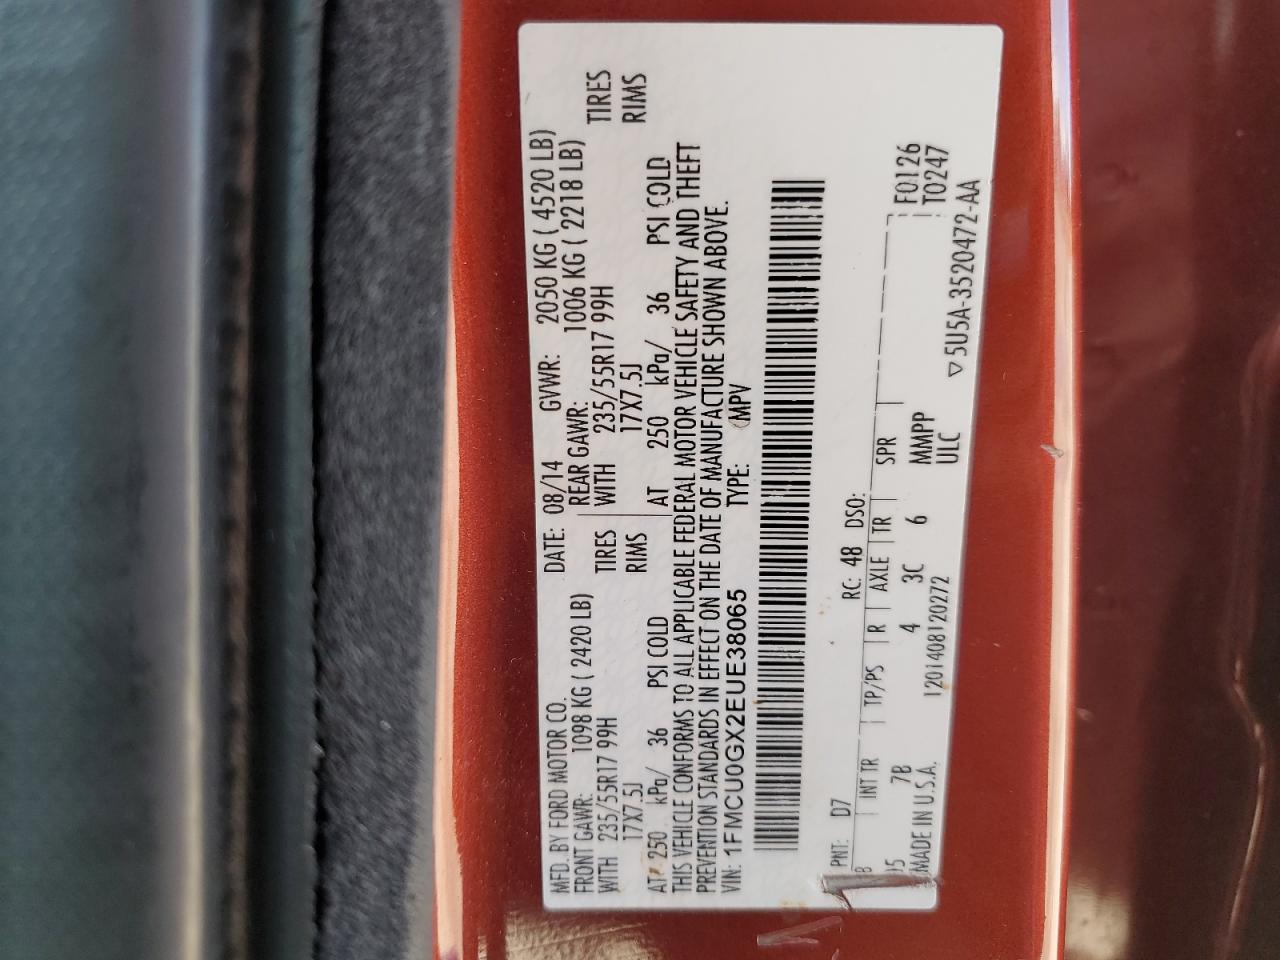 MFD. BY FORD MOTOR CO.
DATE: 08/14 GVWR: 2050 KG ( 4520 LB)
FRONT GAWR: 1098 KG ( 2420 LB) REAR GAWR: 1006 KG ( 2218 LB)
WITH 235/55R17 99H TIRES WITH 235/55R17 99H TIRES
17X7.5J RIMS 17X7.5J RIMS
AT 250 kPa/ 36 PSI COLD AT 250 kPa/ 36 PSI COLD
THIS VEHICLE CONFORMS TO ALL APPLICABLE FEDERAL MOTOR VEHICLE SAFETY AND THEFT
PREVENTION STANDARDS IN EFFECT ON THE DATE OF MANUFACTURE SHOWN ABOVE.
VIN: 1FMCU0GX2EUE38065 TYPE: MPV
PNT: D7 RC: 48 DSO:
B INT TR TP/PS R AXLE TR SPR F0126
5 7B 4 3C 6 MMPP T0247
ULC
MADE IN U.S.A. 120140812 0272 ▽5U5A-3520472-AA